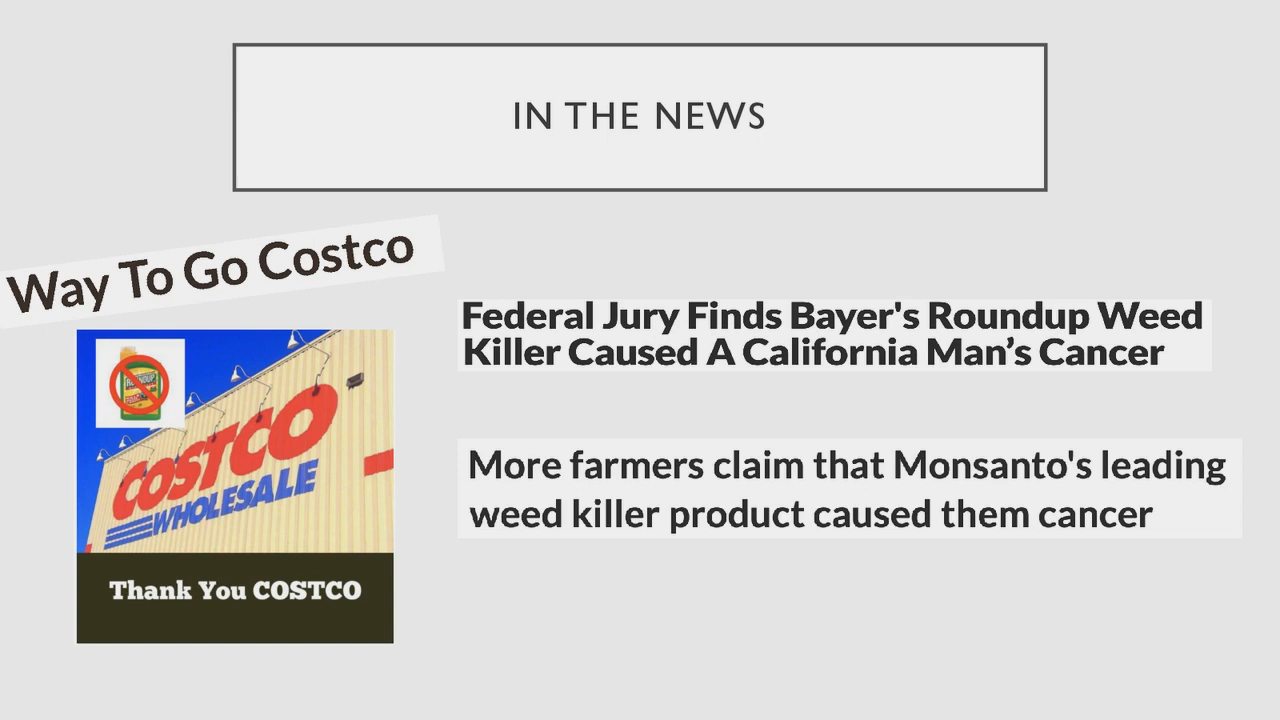 IN THE NEWS
Way To Go Costco
Federal Jury Finds Bayer's Roundup Weed
Killer Caused A California Man’s Cancer
ROUNDUP
COSTCO
WHOLESALE
More farmers claim that Monsanto's leading
weed killer product caused them cancer
Thank You COSTCO